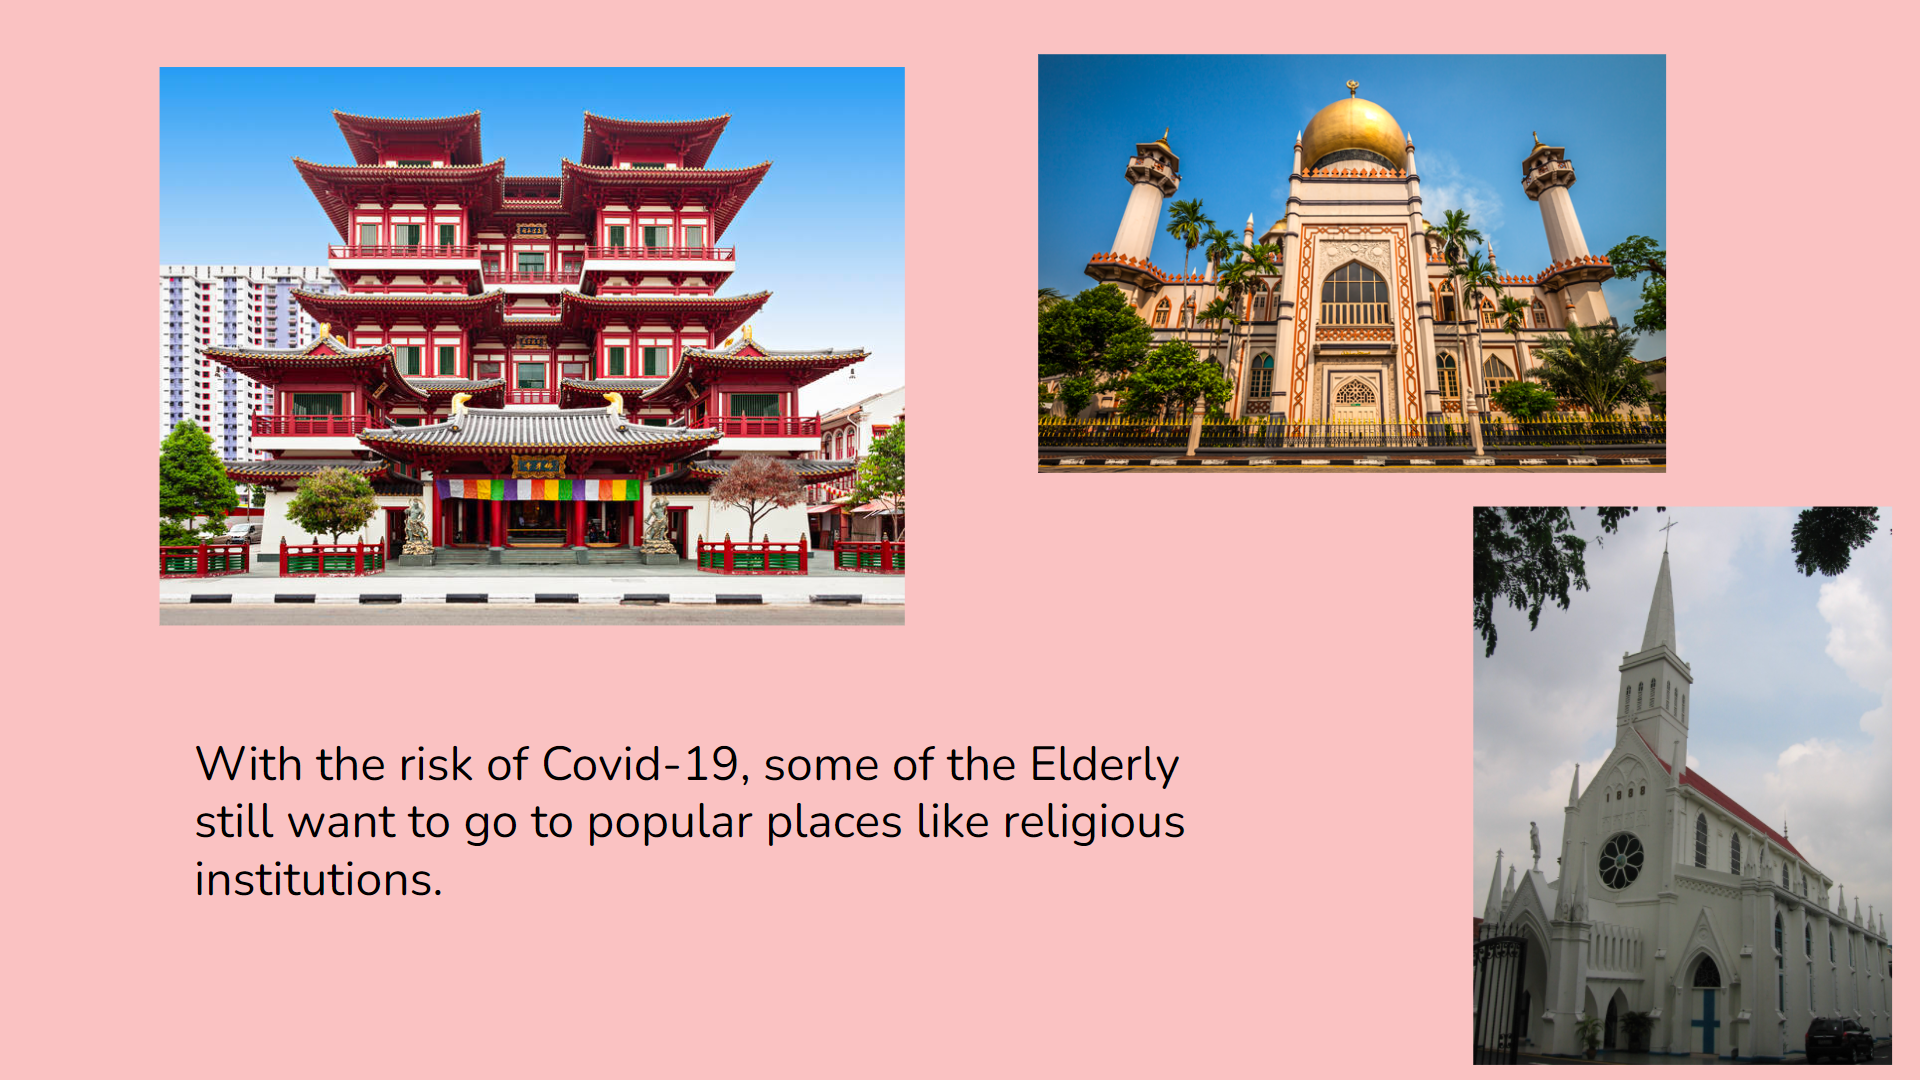 With the risk of Covid-19, some of the Elderly
still want to go to popular places like religious
institutions.
1888